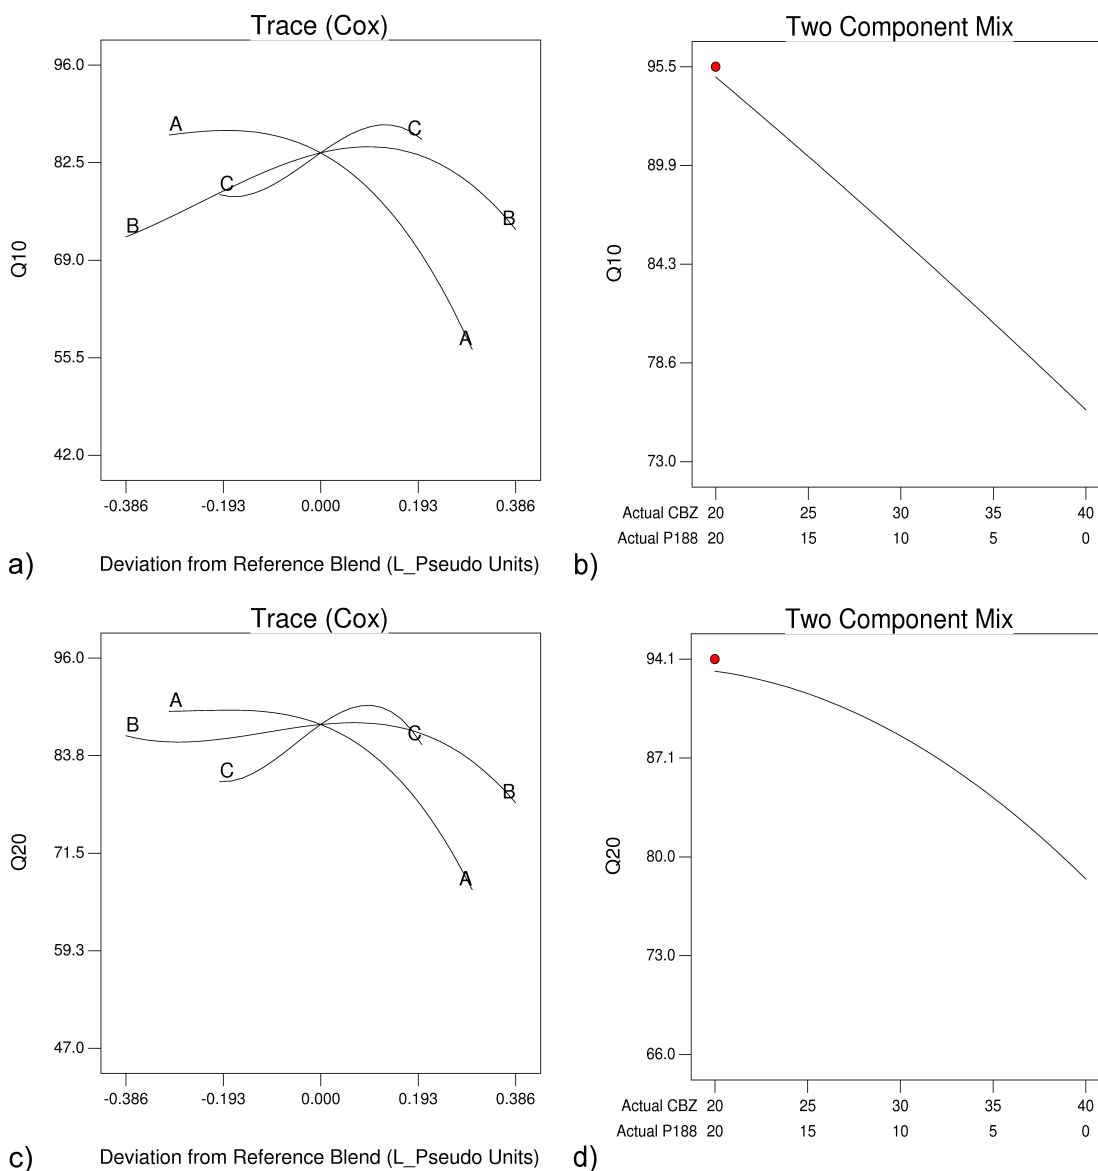 Trace (Cox)
96.0
82.5
69.0
55.5
42.0
Q10
A
C
C
B
B
A
-0.386 -0.193 0.000 0.193 0.386
a) Deviation from Reference Blend (L_Pseudo Units)
Two Component Mix
95.5
89.9
84.3
78.6
73.0
Q10
Actual CBZ 20 25 30 35 40
Actual P188 20 15 10 5 0
b)
Trace (Cox)
96.0
83.8
71.5
59.3
47.0
Q20
A
B
C
C
B
A
-0.386 -0.193 0.000 0.193 0.386
c) Deviation from Reference Blend (L_Pseudo Units)
Two Component Mix
94.1
87.1
80.0
73.0
66.0
Q20
Actual CBZ 20 25 30 35 40
Actual P188 20 15 10 5 0
d)